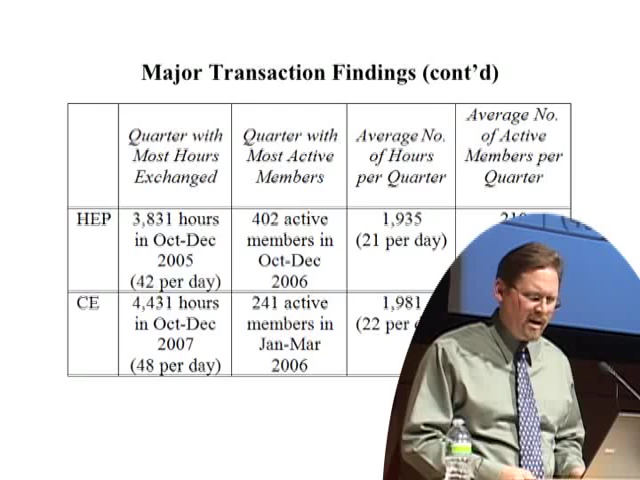 Major Transaction Findings (cont'd)
Quarter with
Most Hours
Exchanged
Quarter with
Most Active
Members
Average No.
of Hours
per Quarter
Average No.
of Active
Members per
Quarter
HEP
3,831 hours
in Oct-Dec
2005
(42 per day)
402 active
members in
Oct-Dec
2006
1,935
(21 per day)
CE
4,431 hours
in Oct-Dec
2007
(48 per day)
241 active
members in
Jan-Mar
2006
1,981
(22 per